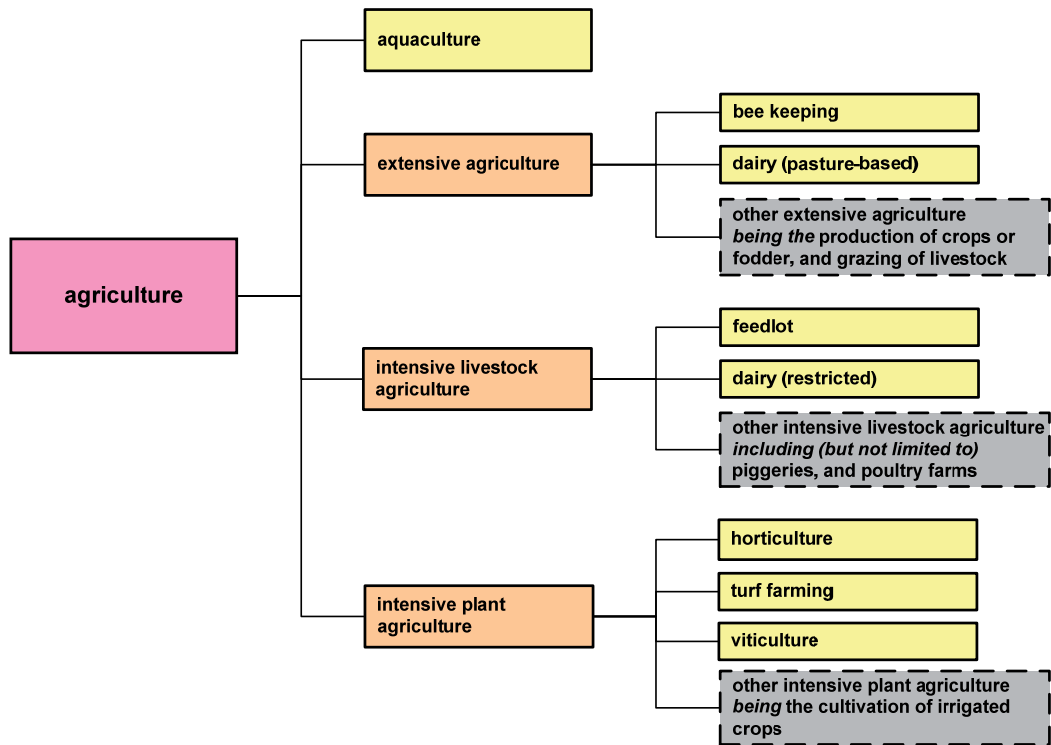 agriculture
aquaculture
extensive agriculture
bee keeping
dairy (pasture-based)
other extensive agriculture
being the production of crops or
fodder, and grazing of livestock
intensive livestock
agriculture
feedlot
dairy (restricted)
other intensive livestock agriculture
including (but not limited to)
piggeries, and poultry farms
intensive plant
agriculture
horticulture
turf farming
viticulture
other intensive plant agriculture
being the cultivation of irrigated
crops